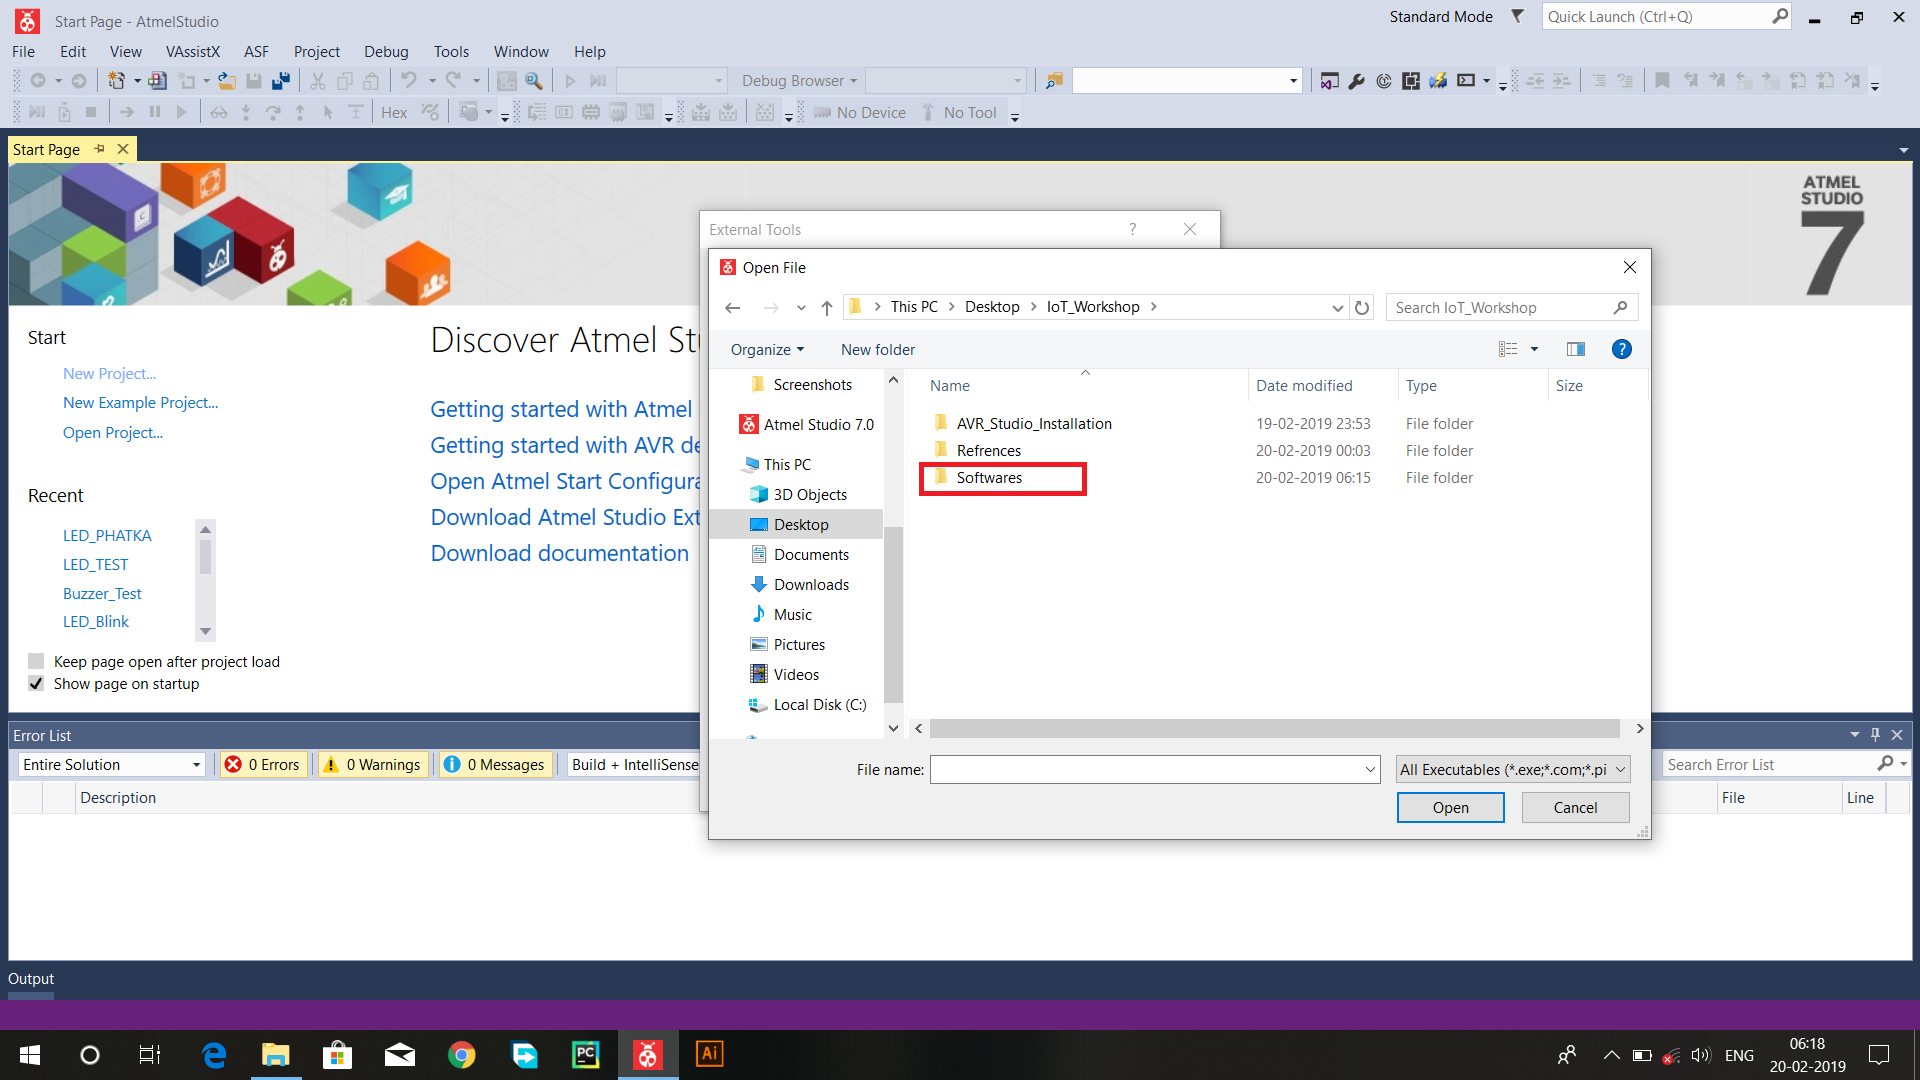 Start Page - AtmelStudio
Standard Mode
Quick Launch (Ctrl+Q)
File Edit View VAssistX ASF Project Debug Tools Window Help
Debug Browser
Hex
No Device
No Tool
Start Page
ATMEL
STUDIO
7
External Tools
?
Open File
This PC > Desktop > IoT_Workshop >
Search IoT_Workshop
Organize
New folder
?
Name Date modified Type Size
AVR_Studio_Installation 19-02-2019 23:53 File folder
Refrences 20-02-2019 00:03 File folder
Softwares 20-02-2019 06:15 File folder
Screenshots
Atmel Studio 7.0
This PC
3D Objects
Desktop
Documents
Downloads
Music
Pictures
Videos
Local Disk (C:)
File name:
All Executables (*.exe;*.com;*.pi
Open
Cancel
Start
New Project...
New Example Project...
Open Project...
Recent
LED_PHATKA
LED_TEST
Buzzer_Test
LED_Blink
Keep page open after project load
Show page on startup
Discover Atmel Stu
Getting started with Atmel
Getting started with AVR de
Open Atmel Start Configura
Download Atmel Studio Ext
Download documentation
Error List
Entire Solution
0 Errors
0 Warnings
0 Messages
Build + IntelliSense
Search Error List
Description File Line
Output
PC
Ai
ENG
06:18
20-02-2019